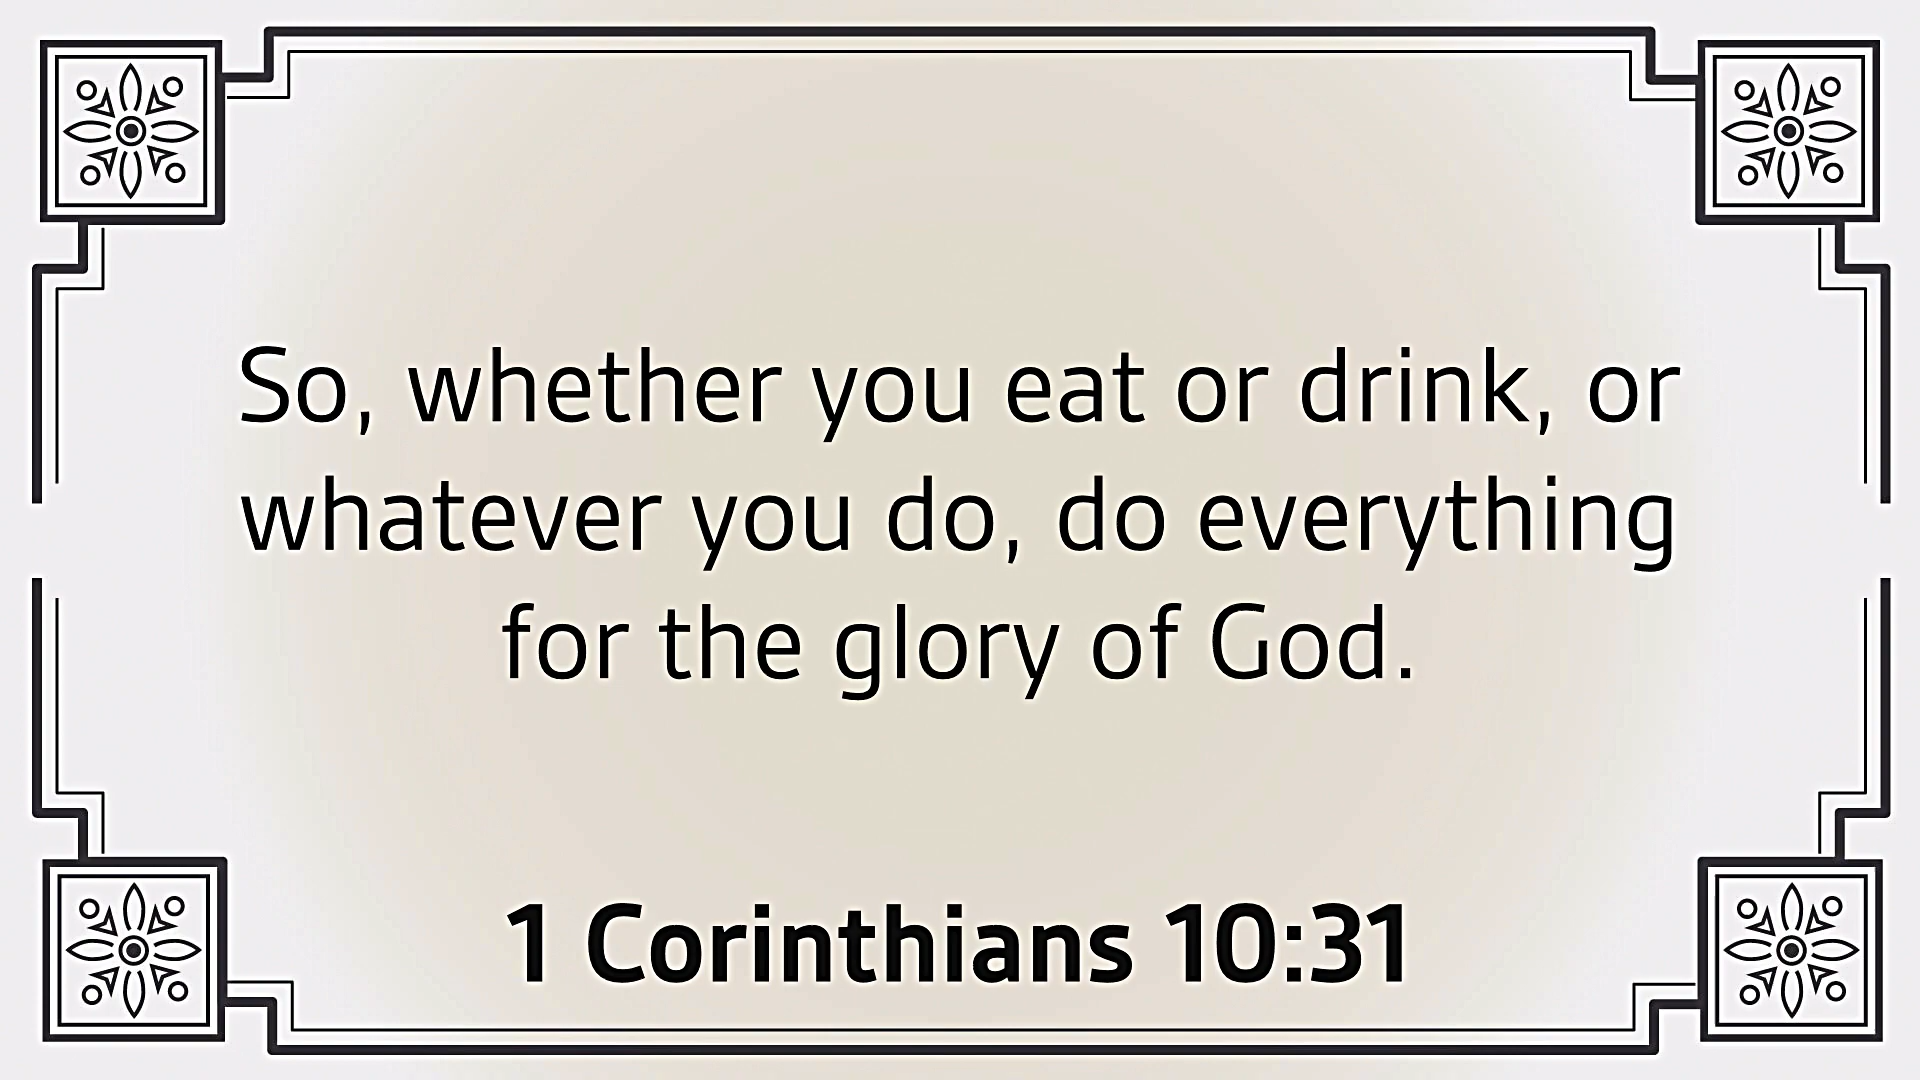 So, whether you eat or drink, or
whatever you do, do everything
for the glory of God.
1 Corinthians 10:31